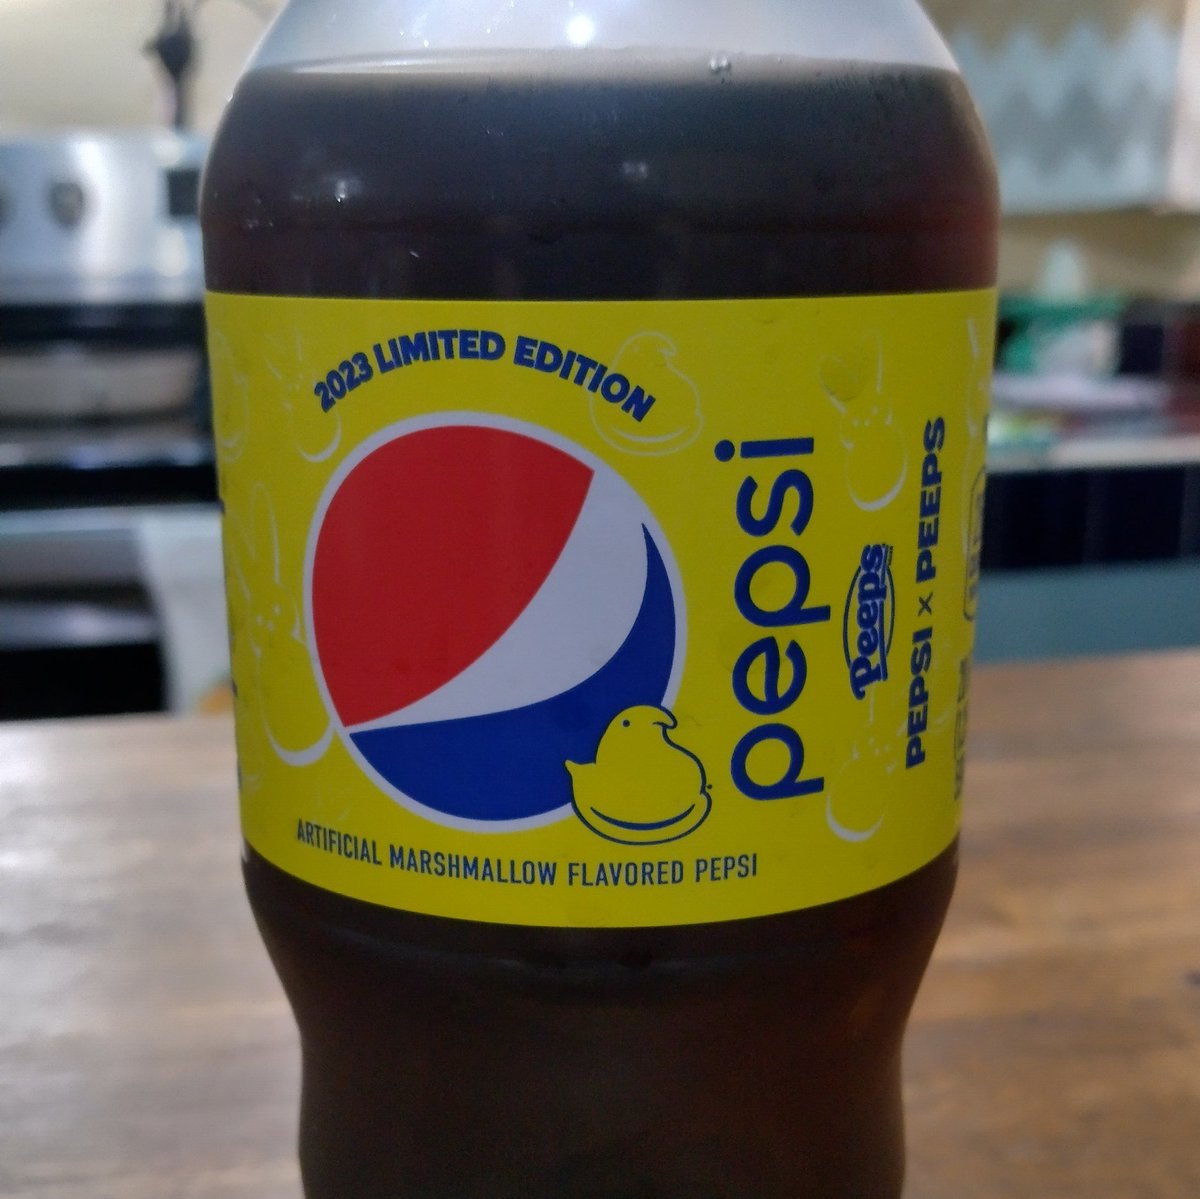 2023 LIMITED EDITION
pepsi
Peeps
PEPSI x PEEPS
ARTIFICIAL MARSHMALLOW FLAVORED PEPSI